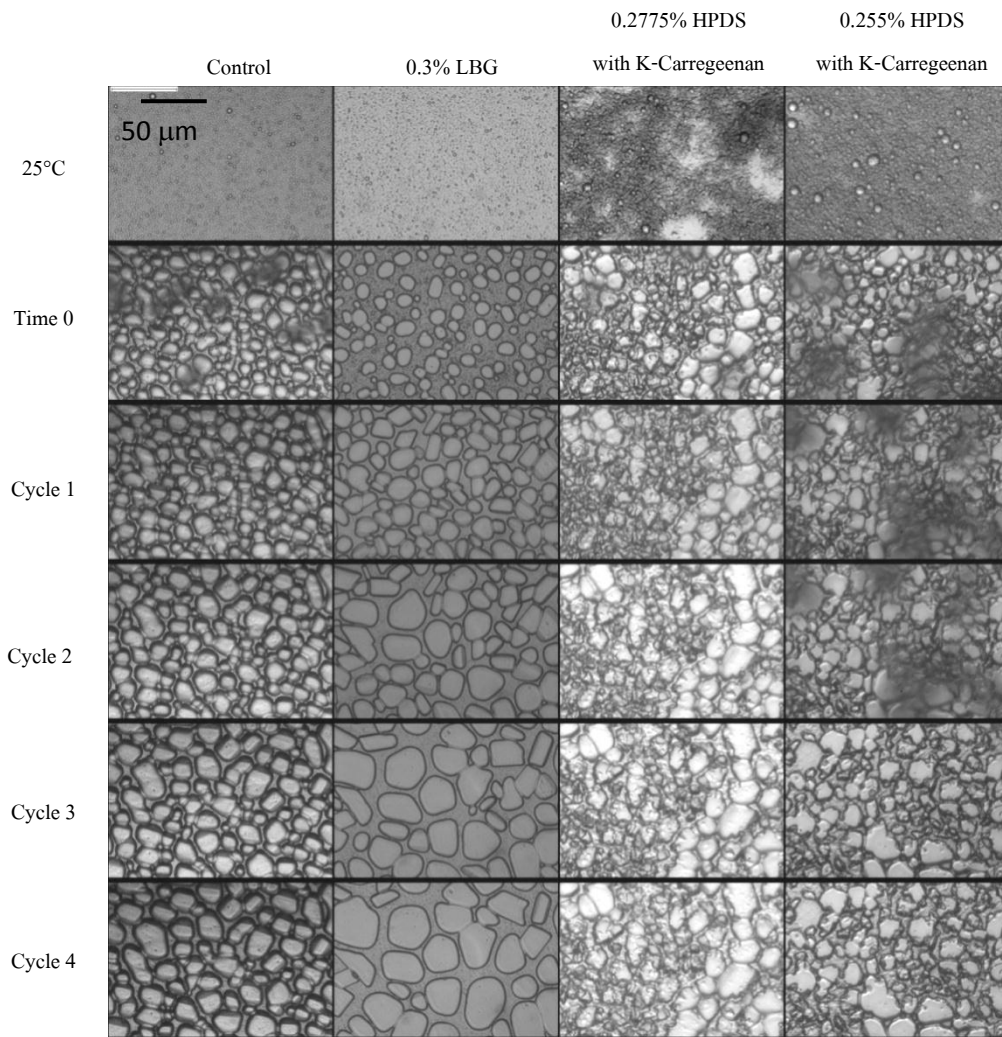 0.2775% HPDS
with K-Carregeenan
0.255% HPDS
with K-Carregeenan
Control
0.3% LBG
50 μm
25°C
Time 0
Cycle 1
Cycle 2
Cycle 3
Cycle 4